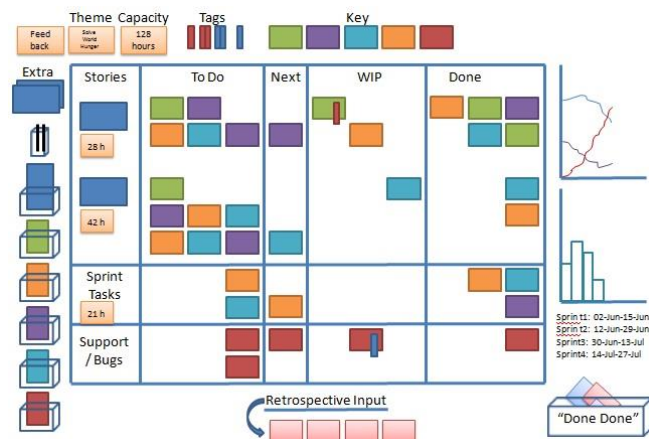 Theme Capacity
Tags
Key
Feed
back
Solve
World
Hunger
128
hours
Extra
Stories
To Do
Next
WIP
Done
28 h
42 h
Sprint
Tasks
21 h
Support
/ Bugs
Sprint1: 02-Jun-15-Jun
Sprint2: 12-Jun-29-Jun
Sprint3: 30-Jun-13-Jul
Sprint4: 14-Jul-27-Jul
Retrospective Input
“Done Done”